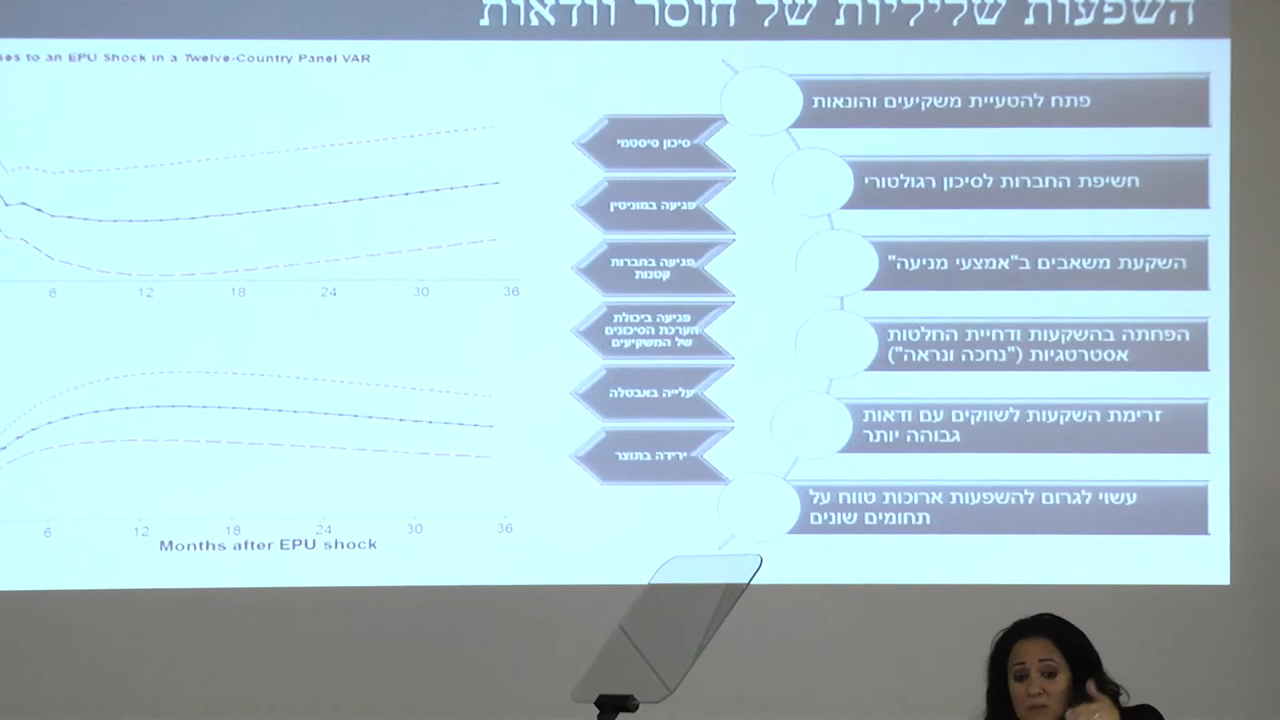 השפעות שליליות של חוסר וודאות
פתח להטעיית משקיעים והונאות
חשיפת החברות לסיכון רגולטורי
השקעת משאבים ב"אמצעי מניעה"
הפחתה בהשקעות ודחיית החלטות
אסטרטגיות ("נחכה ונראה")
זרימת השקעות לשווקים עם ודאות
גבוהה יותר
עשוי לגרום להשפעות ארוכות טווח על
תחומים שונים
סיכון סיסטמי
פגיעה במוניטין
פגיעה בחברות
קטנות
פגיעה ביכולת
הערכת הסיכונים
של המשקיעים
עלייה באבטלה
ירידה בתוצר
to an EPU Shock in a Twelve-Country Panel VAR
6 12 18 24 30 36
6 12 18 24 30 36
Months after EPU shock